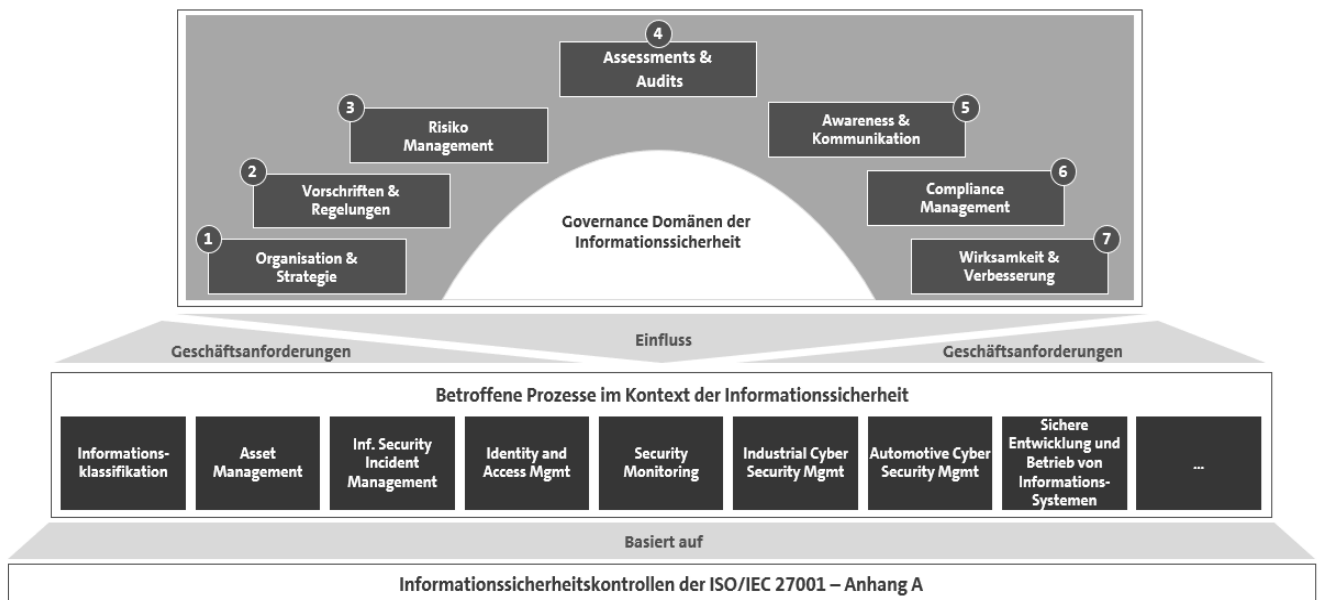 4
Assessments &
Audits
3
Risiko
Management
5
Awareness &
Kommunikation
2
Vorschriften &
Regelungen
6
Compliance
Management
Governance Domänen der
Informationssicherheit
1
Organisation &
Strategie
7
Wirksamkeit &
Verbesserung
Einfluss
Geschäftsanforderungen
Geschäftsanforderungen
Betroffene Prozesse im Kontext der Informationssicherheit
Informations-
klassifikation
Asset
Management
Inf. Security
Incident
Management
Identity and
Access Mgmt
Security
Monitoring
Industrial Cyber
Security Mgmt
Automotive Cyber
Security Mgmt
Sichere
Entwicklung und
Betrieb von
Informations-
Systemen
...
Basiert auf
Informationssicherheitskontrollen der ISO/IEC 27001 – Anhang A